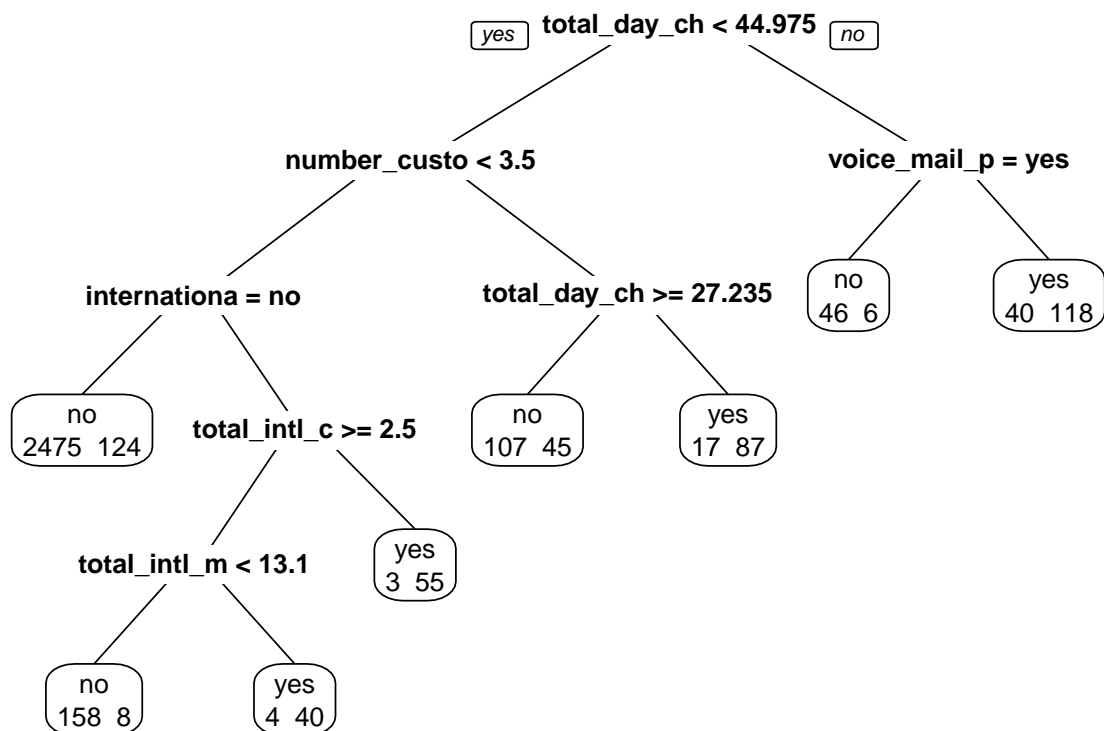 yes total_day_ch < 44.975 no
number_custo < 3.5
voice_mail_p = yes
internationa = no
total_day_ch >= 27.235
no
46 6
yes
40 118
no
2475 124
total_intl_c >= 2.5
no
107 45
yes
17 87
total_intl_m < 13.1
yes
3 55
no
158 8
yes
4 40